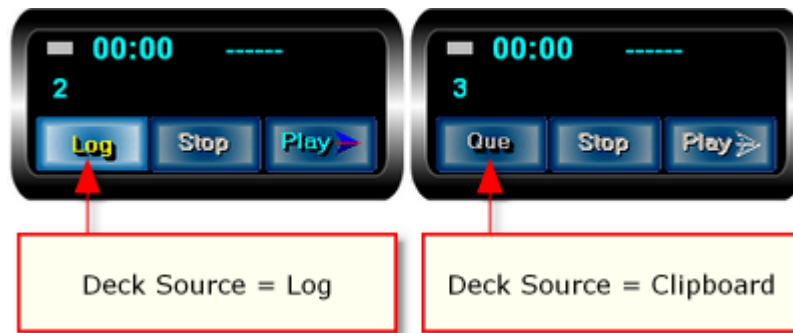 00:00 ------
2
Log Stop Play
Deck Source = Log
00:00 ------
3
Que Stop Play
Deck Source = Clipboard